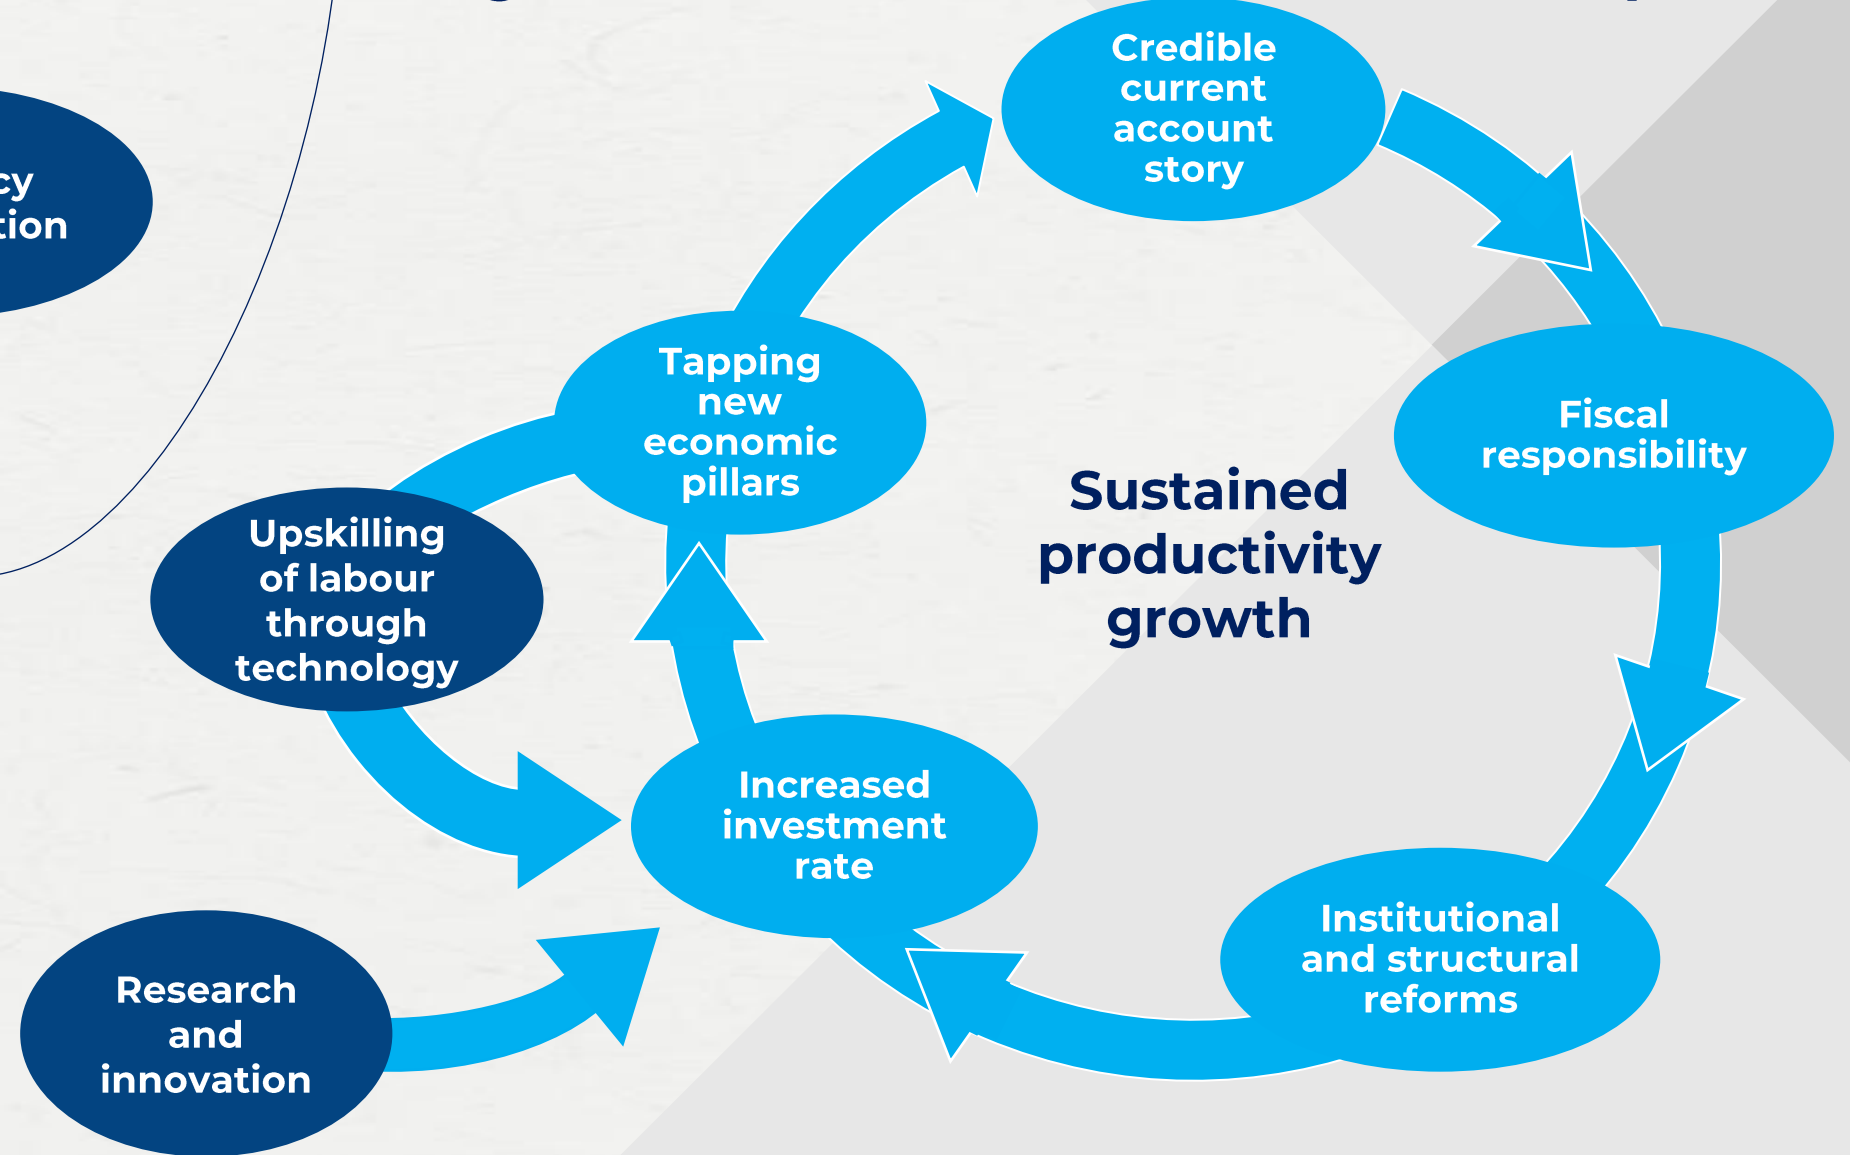 Credible
current
account
story
Tapping
new
economic
pillars
Fiscal
responsibility
Sustained
productivity
growth
Upskilling
of labour
through
technology
Increased
investment
rate
Institutional
and structural
reforms
Research
and
innovation